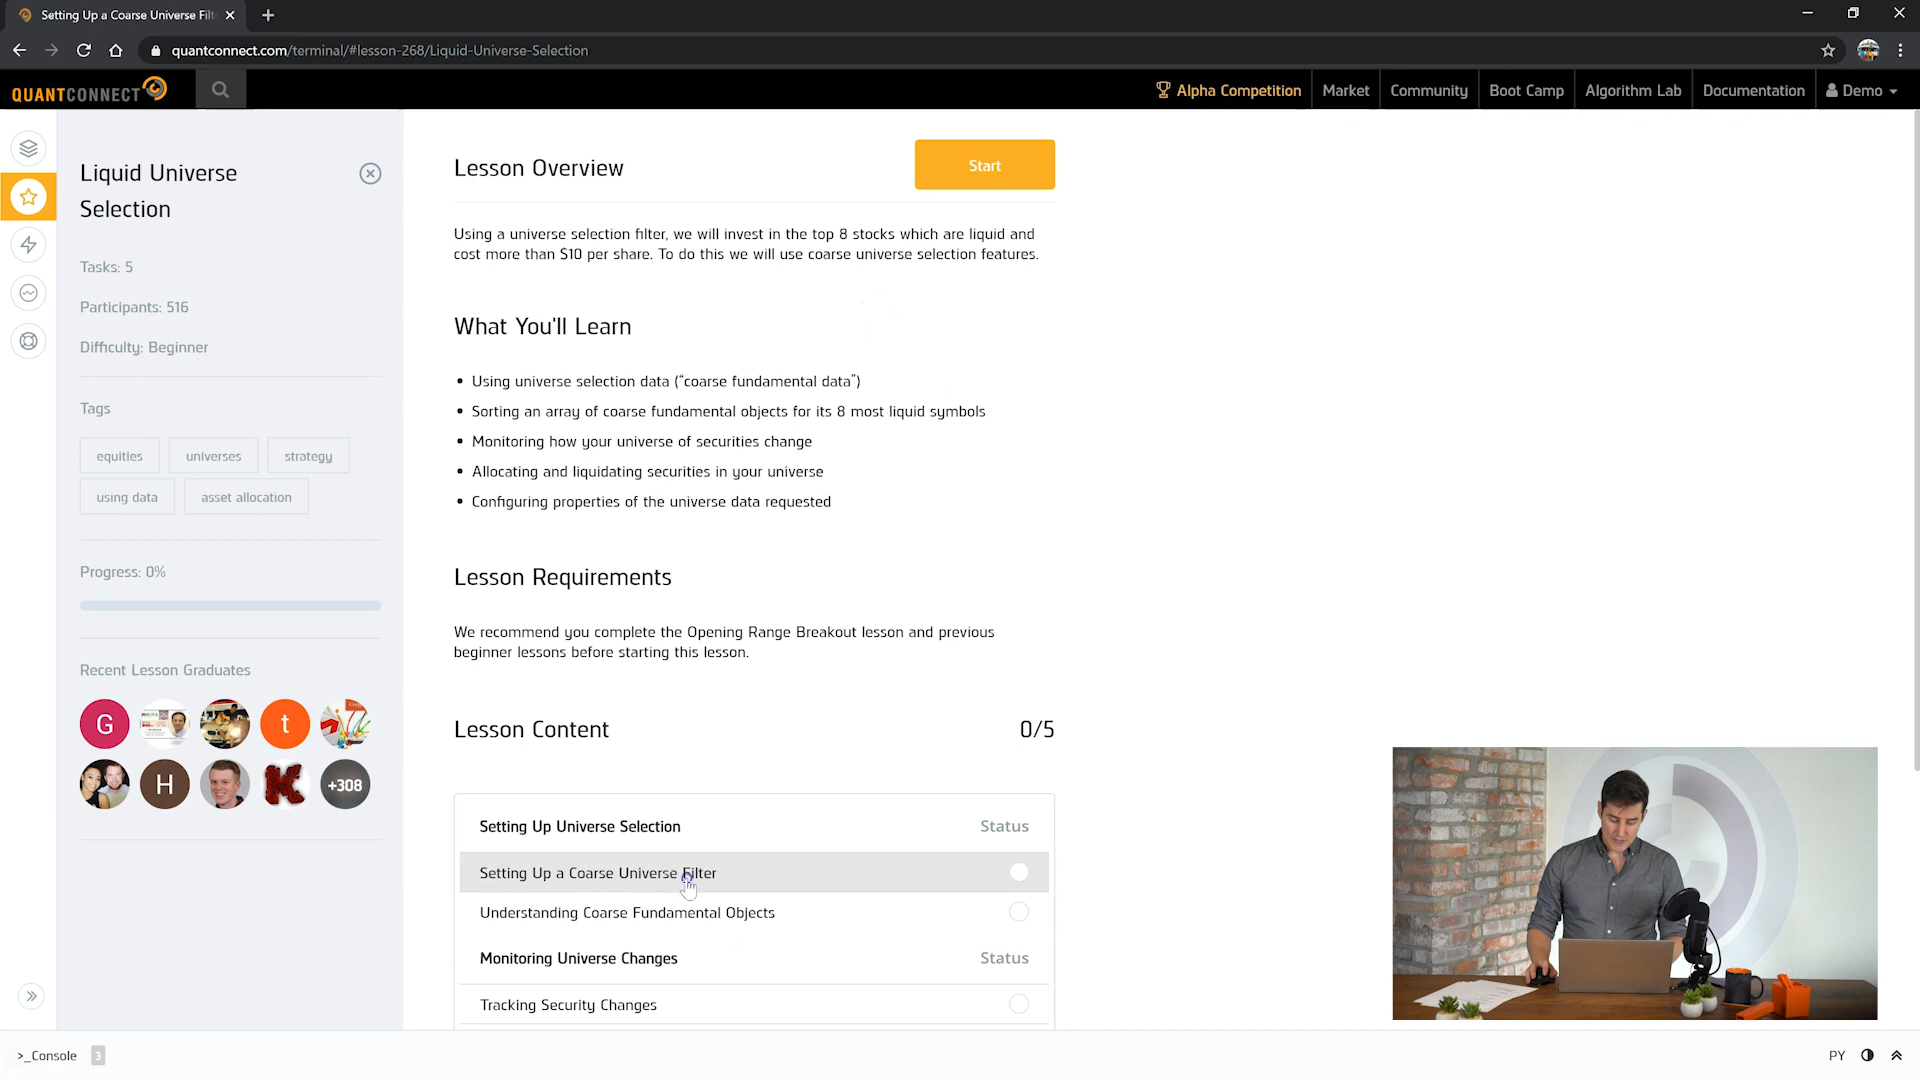 Setting Up a Coarse Universe Filt
quantconnect.com/terminal/#lesson-268/Liquid-Universe-Selection
QUANTCONNECT
Alpha Competition
Market
Community
Boot Camp
Algorithm Lab
Documentation
Demo
Liquid Universe
Selection
Tasks: 5
Participants: 516
Difficulty: Beginner
Tags
equities
universes
strategy
using data
asset allocation
Progress: 0%
Recent Lesson Graduates
G
t
H
K
+308
Lesson Overview
Start
Using a universe selection filter, we will invest in the top 8 stocks which are liquid and
cost more than $10 per share. To do this we will use coarse universe selection features.
What You'll Learn
• Using universe selection data (“coarse fundamental data”)
• Sorting an array of coarse fundamental objects for its 8 most liquid symbols
• Monitoring how your universe of securities change
• Allocating and liquidating securities in your universe
• Configuring properties of the universe data requested
Lesson Requirements
We recommend you complete the Opening Range Breakout lesson and previous
beginner lessons before starting this lesson.
Lesson Content
0/5
Setting Up Universe Selection
Status
Setting Up a Coarse Universe Filter
Understanding Coarse Fundamental Objects
Monitoring Universe Changes
Status
Tracking Security Changes
>_Console
3
PY